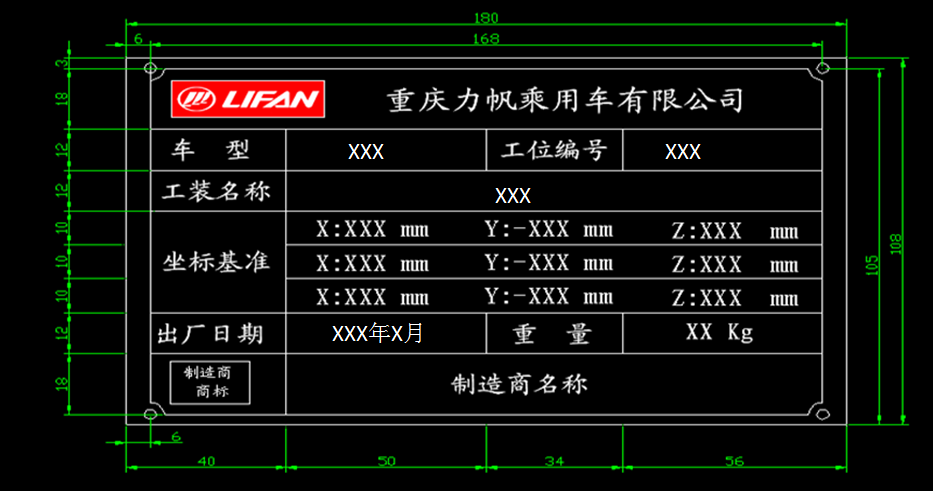 180
6 168
3
LIFAN 重庆力帆乘用车有限公司
18
车 型 XXX 工位编号 XXX
12
工装名称 XXX
12
坐标基准
X:XXX mm Y:-XXX mm Z:XXX mm
10
X:XXX mm Y:-XXX mm Z:XXX mm
10
X:XXX mm Y:-XXX mm Z:XXX mm
10
105
108
出厂日期 XXX年X月 重 量 XX Kg
12
制造商
商标
制造商名称
18
6
40 50 34 56